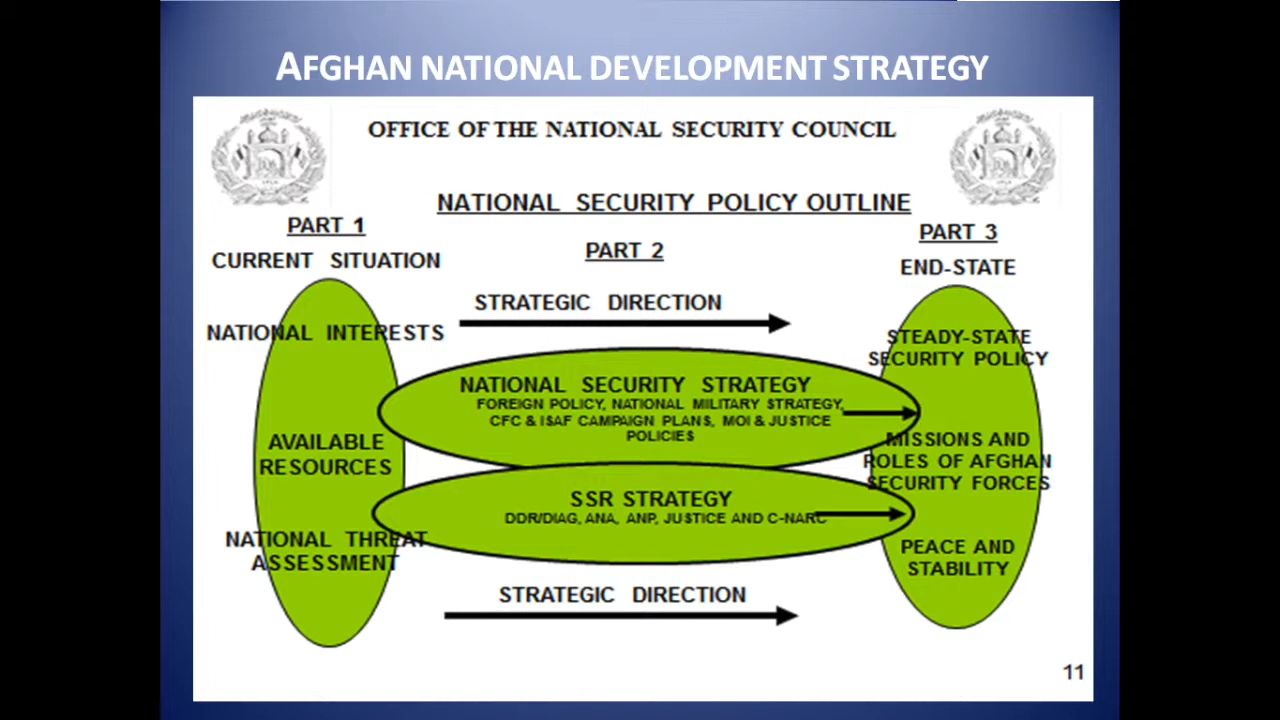 AFGHAN NATIONAL DEVELOPMENT STRATEGY
OFFICE OF THE NATIONAL SECURITY COUNCIL
NATIONAL SECURITY POLICY OUTLINE
PART 1
CURRENT SITUATION
NATIONAL INTERESTS
AVAILABLE
RESOURCES
NATIONAL THREAT
ASSESSMENT
PART 2
STRATEGIC DIRECTION
NATIONAL SECURITY STRATEGY
FOREIGN POLICY, NATIONAL MILITARY STRATEGY,
CFC & ISAF CAMPAIGN PLANS, MOI & JUSTICE
POLICIES
SSR STRATEGY
DDR/DIAG, ANA, ANP, JUSTICE AND C-NARC
STRATEGIC DIRECTION
PART 3
END-STATE
STEADY-STATE
SECURITY POLICY
MISSIONS AND
ROLES OF AFGHAN
SECURITY FORCES
PEACE AND
STABILITY
11